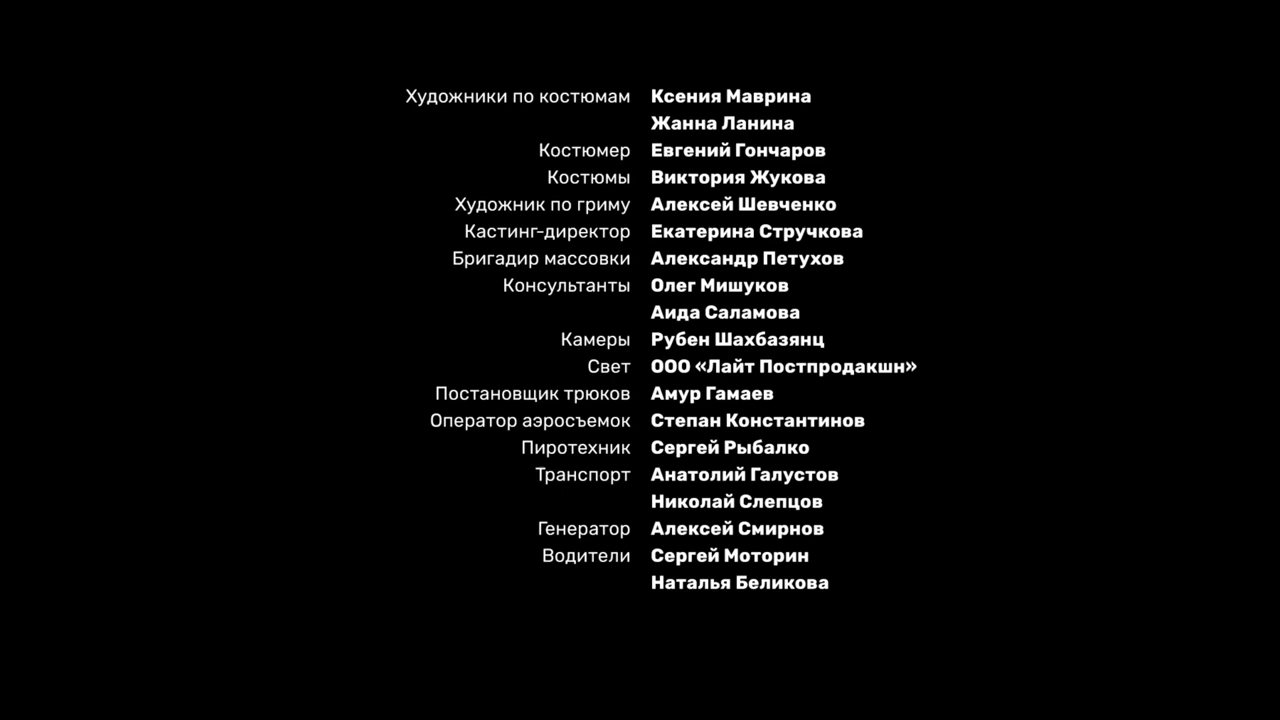 Художники по костюмам Ксения Маврина
Жанна Ланина
Костюмер Евгений Гончаров
Костюмы Виктория Жукова
Художник по гриму Алексей Шевченко
Кастинг-директор Екатерина Стручкова
Бригадир массовки Александр Петухов
Консультанты Олег Мишуков
Аида Саламова
Камеры Рубен Шахбазянц
Свет ООО «Лайт Постпродакшн»
Постановщик трюков Амур Гамаев
Оператор аэросъемок Степан Константинов
Пиротехник Сергей Рыбалко
Транспорт Анатолий Галустов
Николай Слепцов
Генератор Алексей Смирнов
Водители Сергей Моторин
Наталья Беликова